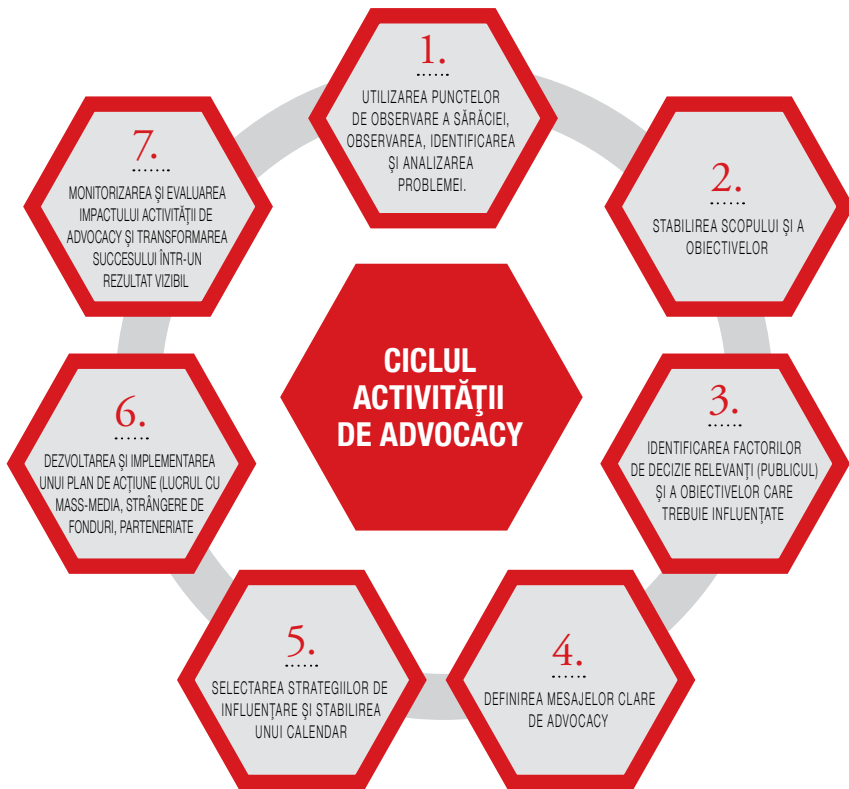 1.
UTILIZAREA PUNCTELOR
DE OBSERVARE A SĂRĂCIEI,
OBSERVAREA, IDENTIFICAREA
ŞI ANALIZAREA
PROBLEMEI.
2.
STABILIREA SCOPULUI ŞI A
OBIECTIVELOR
3.
IDENTIFICAREA FACTORILOR
DE DECIZIE RELEVANŢI (PUBLICUL)
ŞI A OBIECTIVELOR CARE
TREBUIE INFLUENŢATE
4.
DEFINIREA MESAJELOR CLARE
DE ADVOCACY
5.
SELECTAREA STRATEGIILOR DE
INFLUENŢARE ŞI STABILIREA
UNUI CALENDAR
6.
DEZVOLTAREA ŞI IMPLEMENTAREA
UNUI PLAN DE ACŢIUNE (LUCRUL CU
MASS-MEDIA, STRÂNGERE DE
FONDURI, PARTENERIATE
7.
MONITORIZAREA ŞI EVALUAREA
IMPACTULUI ACTIVITĂŢII DE
ADVOCACY ŞI TRANSFORMAREA
SUCCESULUI ÎNTR-UN
REZULTAT VIZIBIL
CICLUL
ACTIVITĂŢII
DE ADVOCACY